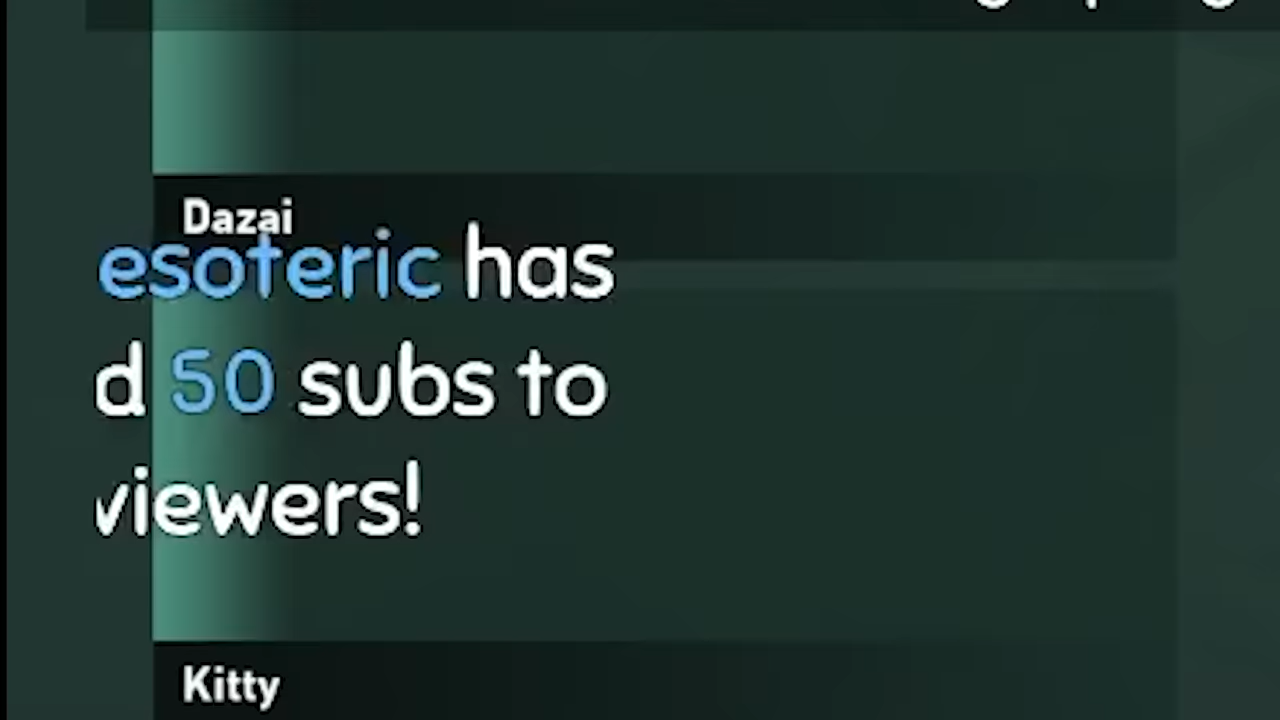 Dazai
esoteric has
d 50 subs to
viewers!
Kitty